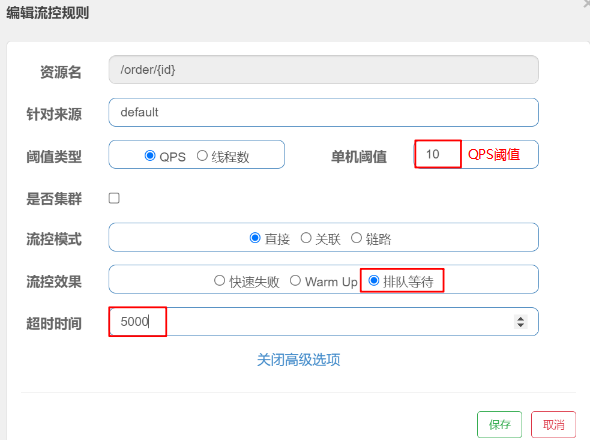 编辑流控规则
资源名 /order/{id}
针对来源 default
阈值类型 QPS 线程数 单机阈值 10 QPS阈值
是否集群
流控模式 直接 关联 链路
流控效果 快速失败 Warm Up 排队等待
超时时间 5000
关闭高级选项
保存 取消